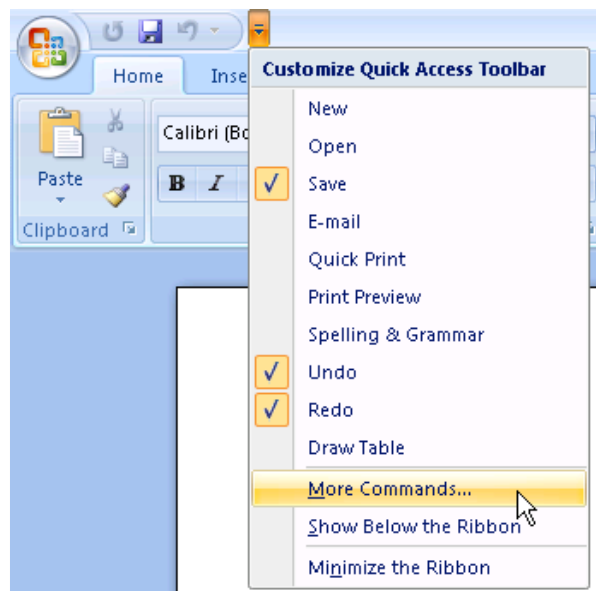 Home
Inse
Customize Quick Access Toolbar
New
Calibri (Bo
Open
Paste
B I
Save
Clipboard
E-mail
Quick Print
Print Preview
Spelling & Grammar
Undo
Redo
Draw Table
More Commands...
Show Below the Ribbon
Minimize the Ribbon